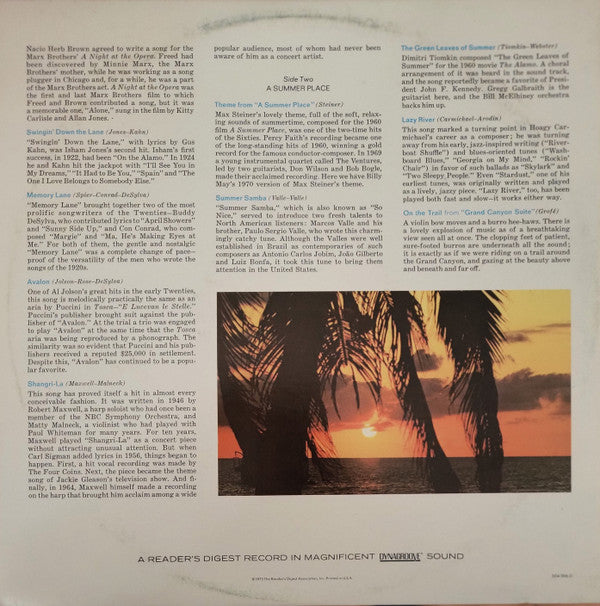 Nacio Herb Brown agreed to write a song for the
Marx Brothers' A Night at the Opera. Freed had
been discovered by Minnie Marx, the Marx
Brothers' mother, while he was working as a song
plugger in Chicago and, for a while, he was a part
of the Marx Brothers act. A Night at the Opera was
the first and last Marx Brothers film to which
Freed and Brown contributed a song, but it was
a memorable one, "Alone," sung in the film by Kitty
Carlisle and Allan Jones.
Swingin' Down the Lane (Jones-Kahn)
"Swingin' Down the Lane," with lyrics by Gus
Kahn, was Isham Jones's second hit. Isham's first
success, in 1922, had been "On the Alamo." In 1924
he and Kahn hit the jackpot with "I'll See You in
My Dreams," "It Had to Be You," "Spain" and "The
One I Love Belongs to Somebody Else."
Memory Lane (Spier-Conrad-DeSylva)
"Memory Lane" brought together two of the most
prolific songwriters of the Twenties—Buddy
DeSylva, who contributed lyrics to "April Showers"
and "Sunny Side Up," and Con Conrad, who com-
posed "Margie" and "Ma, He's Making Eyes at
Me." For both of them, the gentle and nostalgic
"Memory Lane" was a complete change of pace—
proof of the versatility of the men who wrote the
songs of the 1920s.
Avalon (Jolson-Rose-DeSylva)
One of Al Jolson's great hits in the early Twenties,
this song is melodically practically the same as an
aria by Puccini in Tosca—"E Lucevan le Stelle."
Puccini's publisher brought suit against the pub-
lisher of "Avalon." At the trial a trio was engaged
to play "Avalon" at the same time that the Tosca
aria was being reproduced by a phonograph. The
similarity was so evident that Puccini and his pub-
lishers received a reputed $25,000 in settlement.
Despite this, "Avalon" has continued to be a pop-
ular favorite.
Shangri-La (Maxwell-Malneck)
This song has proved itself a hit in almost every
conceivable fashion. It was written in 1946 by
Robert Maxwell, a harp soloist who had once been a
member of the NBC Symphony Orchestra, and
Matty Malneck, a violinist who had played with
Paul Whiteman for many years. For ten years,
Maxwell played "Shangri-La" as a concert piece
without attracting unusual attention. But when
Carl Sigman added lyrics in 1956, things began to
happen. First, a hit vocal recording was made by
The Four Coins. Next, the piece became the theme
song of Jackie Gleason's television show. And fi-
nally, in 1964, Maxwell himself made a recording
on the harp that brought him acclaim among a wide
popular audience, most of whom had never been
aware of him as a concert artist.
Side Two
A SUMMER PLACE
Theme from "A Summer Place" (Steiner)
Max Steiner's lovely theme, full of the soft, relax-
ing sounds of summertime, composed for the 1960
film A Summer Place, was one of the two-time hits
of the Sixties. Percy Faith's recording became one
of the long-standing hits of 1960, winning a gold
record for the famous conductor-composer. In 1969
a young instrumental quartet called The Ventures,
led by two guitarists, Don Wilson and Bob Bogle,
made their acclaimed recording. Here we have Billy
May's 1970 version of Max Steiner's theme.
Summer Samba (Valle-Valle)
"Summer Samba," which is also known as "So
Nice," served to introduce two fresh talents to
North American listeners: Marcos Valle and his
brother, Paulo Sergio Valle, who wrote this charm-
ingly catchy tune. Although the Valles were well
established in Brazil as contemporaries of such
composers as Antonio Carlos Jobim, João Gilberto
and Luiz Bonfa, it took this tune to bring them
attention in the United States.
The Green Leaves of Summer (Tiomkin-Webster)
Dimitri Tiomkin composed "The Green Leaves of
Summer" for the 1960 movie The Alamo. A choral
arrangement of it was heard in the sound track,
and the song reportedly became a favorite of Presi-
dent John F. Kennedy. Gregg Galbraith is the
guitarist here, and the Bill McElhiney orchestra
backs him up.
Lazy River (Carmichael-Arodin)
This song marked a turning point in Hoagy Car-
michael's career as a composer; he was turning
away from his early, jazz-inspired writing ("River-
boat Shuffle") and blues-oriented tunes ("Wash-
board Blues," "Georgia on My Mind," "Rockin'
Chair") in favor of such ballads as "Skylark" and
"Two Sleepy People." Even "Stardust," one of his
earliest tunes, was originally written and played
as a lively, jazzy piece. "Lazy River," too, has been
played both fast and slow—it works either way.
On the Trail from "Grand Canyon Suite" (Grofé)
A violin bow moves and a burro hee-haws. There is
a lovely explosion of music as of a breathtaking
view seen all at once. The clopping feet of patient,
sure-footed burros are underneath all the sound;
it is exactly as if we were riding on a trail around
the Grand Canyon, and gazing at the beauty above
and beneath and far off.
A READER'S DIGEST RECORD IN MAGNIFICENT DYNAGROOVE SOUND
©1973 The Reader's Digest Association, Inc. Printed in U.S.A.